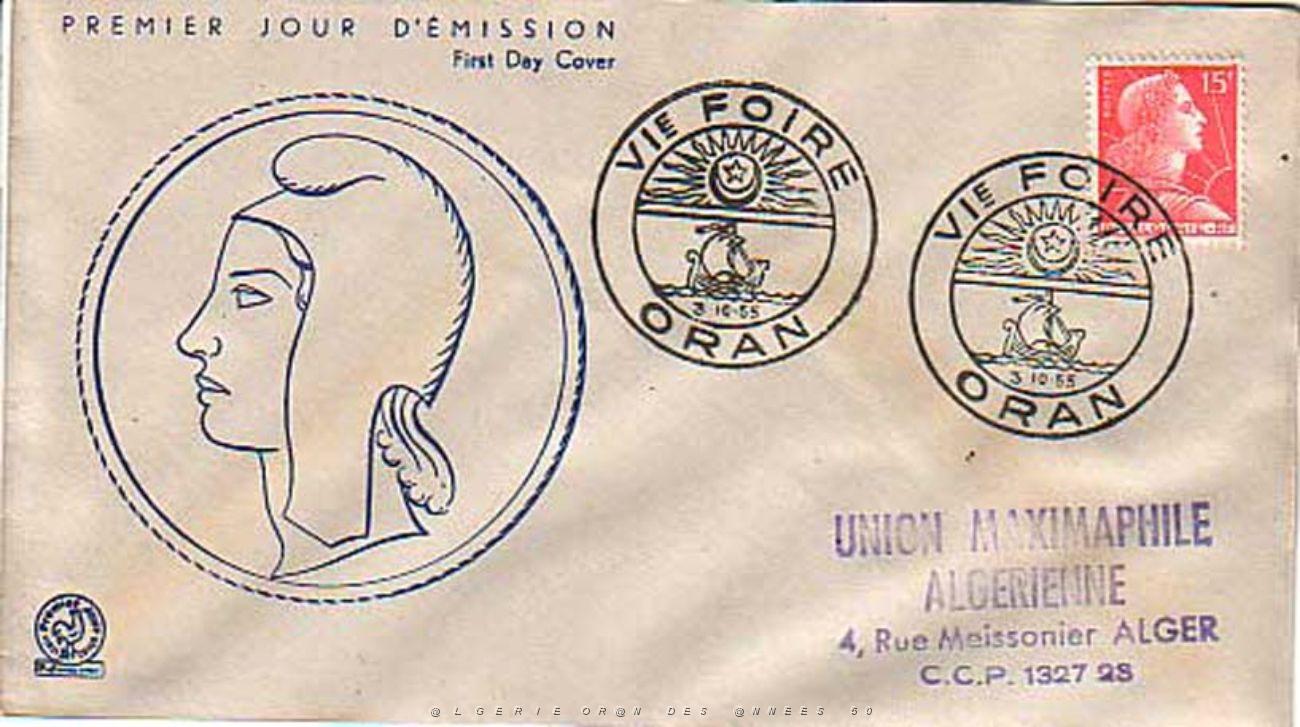 PREMIER JOUR D'ÉMISSION
First Day Cover
15F
VIE FOIRE
3 10-55
ORAN
VIE FOIRE
3 10-55
ORAN
UNION MAXIMAPHILE
ALGERIENNE
4, Rue Meissonier ALGER
C.C.P. 1327 28
@LGERIE OR@N DES @NNEES 50